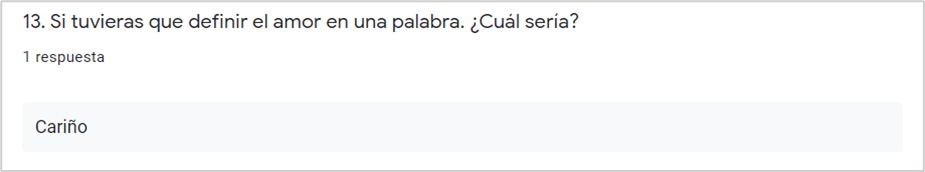 13. Si tuvieras que definir el amor en una palabra. ¿Cuál sería?
1 respuesta
Cariño